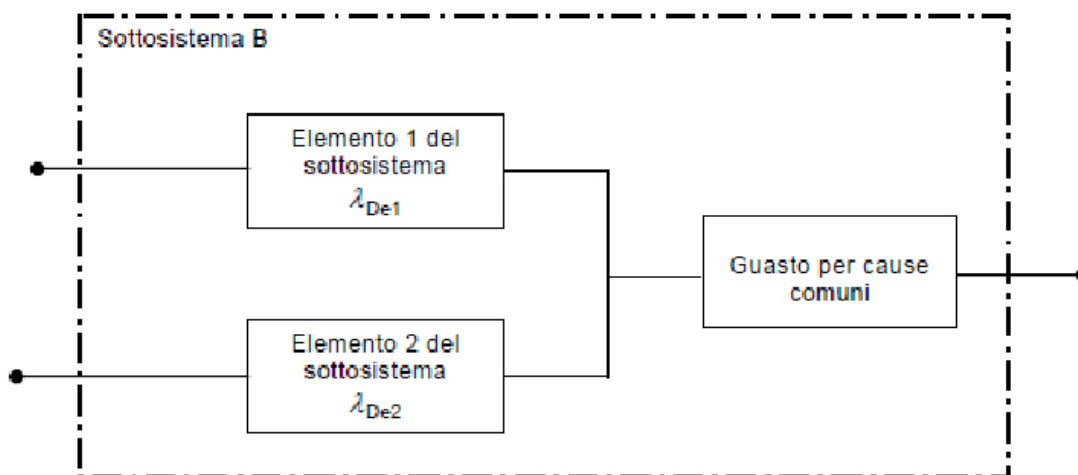 Sottosistema B
Elemento 1 del
sottosistema
λDe1
Guasto per cause
comuni
Elemento 2 del
sottosistema
λDe2